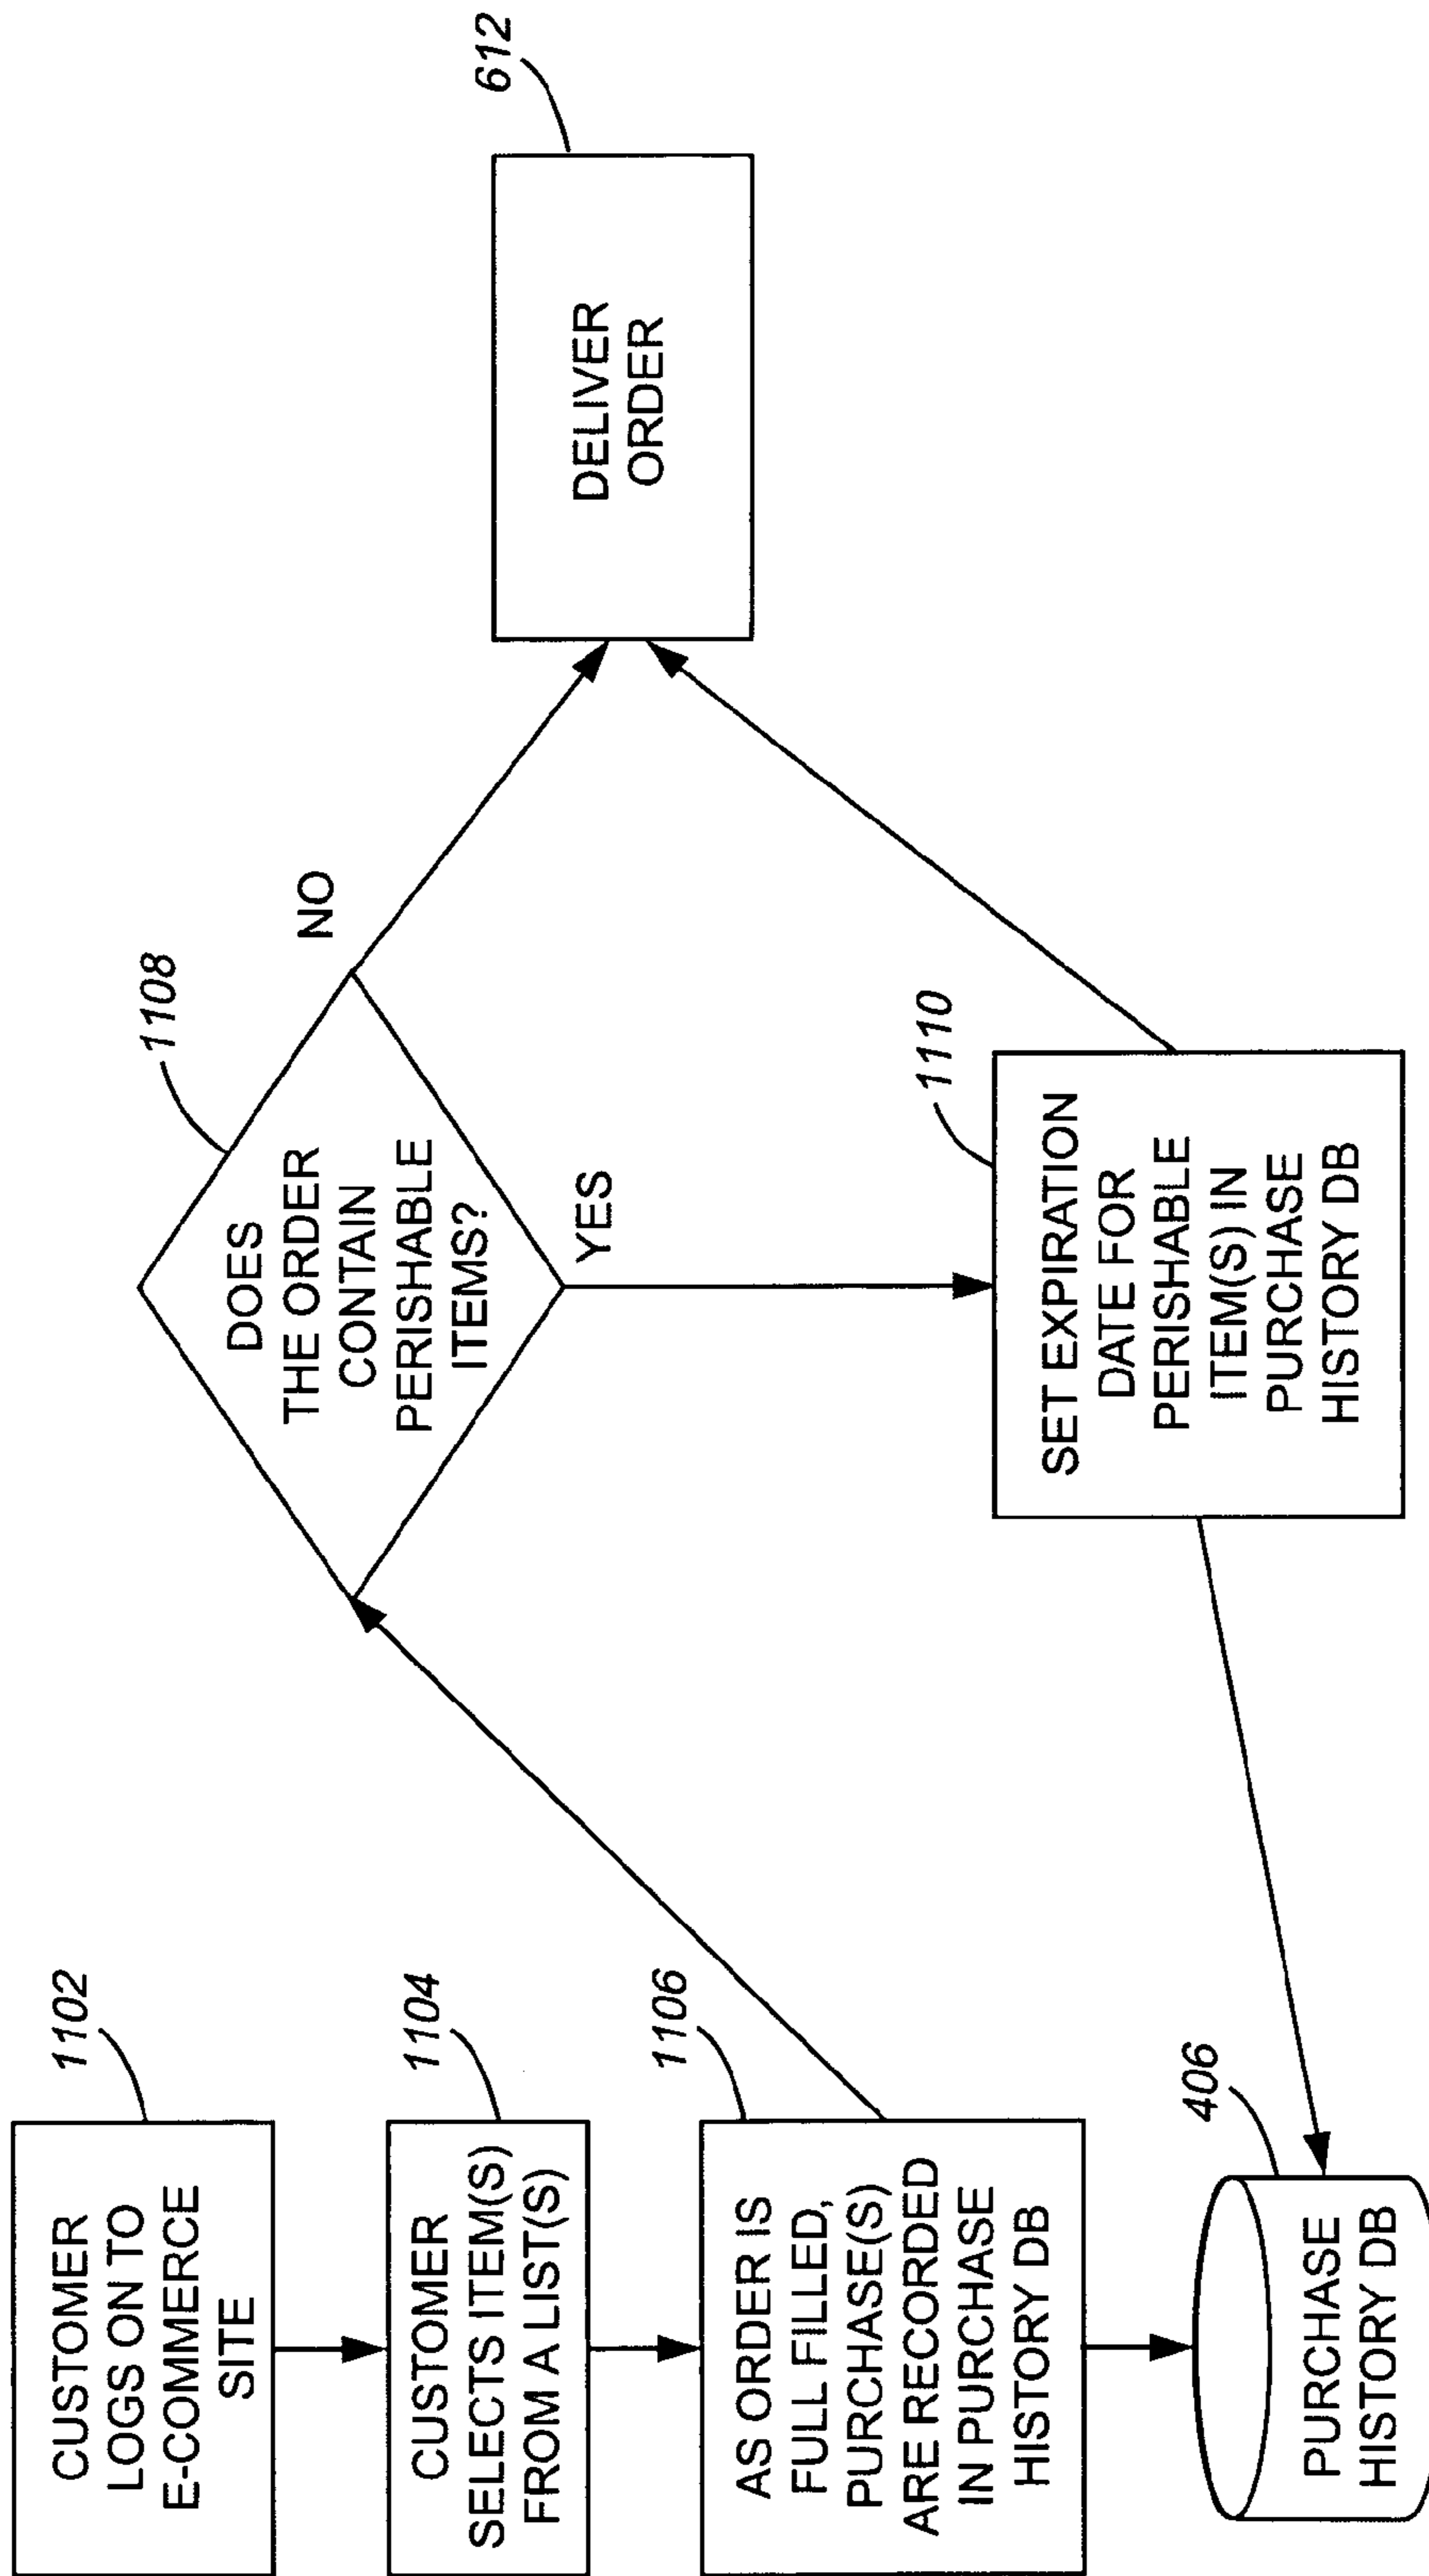 1102
CUSTOMER
LOGS ON TO
E-COMMERCE
SITE
1104
CUSTOMER
SELECTS ITEM(S)
FROM A LIST(S)
1106
AS ORDER IS
FULL FILLED,
PURCHASE(S)
ARE RECORDED
IN PURCHASE
HISTORY DB
406
PURCHASE
HISTORY DB
1108
DOES
THE ORDER
CONTAIN
PERISHABLE
ITEMS?
NO
YES
1110
SET EXPIRATION
DATE FOR
PERISHABLE
ITEM(S) IN
PURCHASE
HISTORY DB
612
DELIVER
ORDER